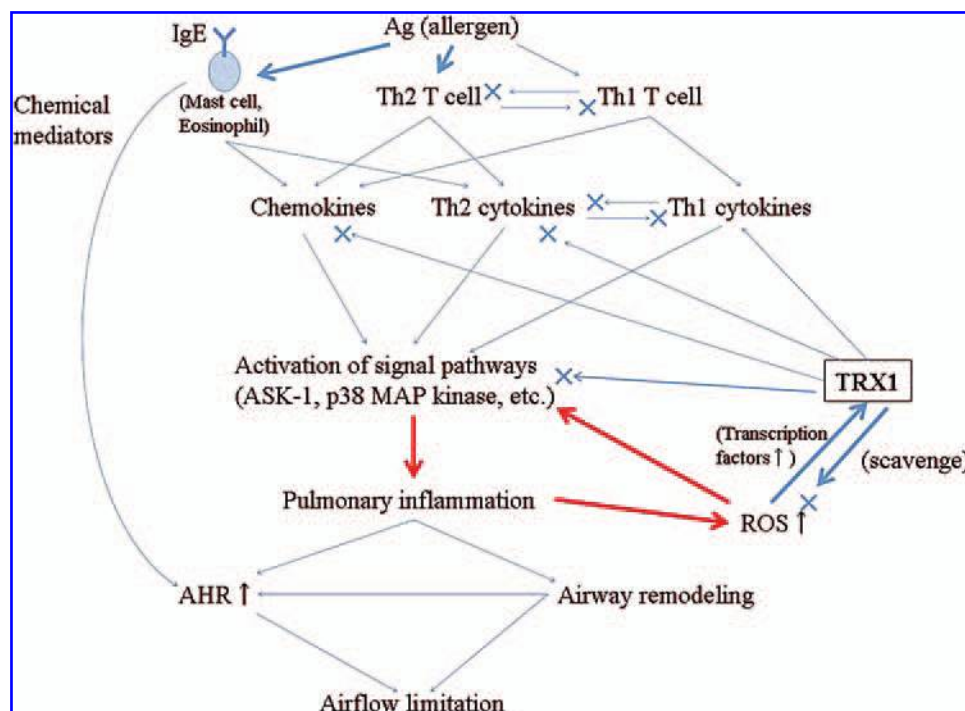 IgE
Ag (allergen)
Chemical
mediators
(Mast cell,
Eosinophil)
Th2 T cell
Th1 T cell
Chemokines
Th2 cytokines
Th1 cytokines
Activation of signal pathways
(ASK-1, p38 MAP kinase, etc.)
TRX1
(Transcription
factors ↑)
(scavenge)
Pulmonary inflammation
ROS ↑
AHR ↑
Airway remodeling
Airflow limitation